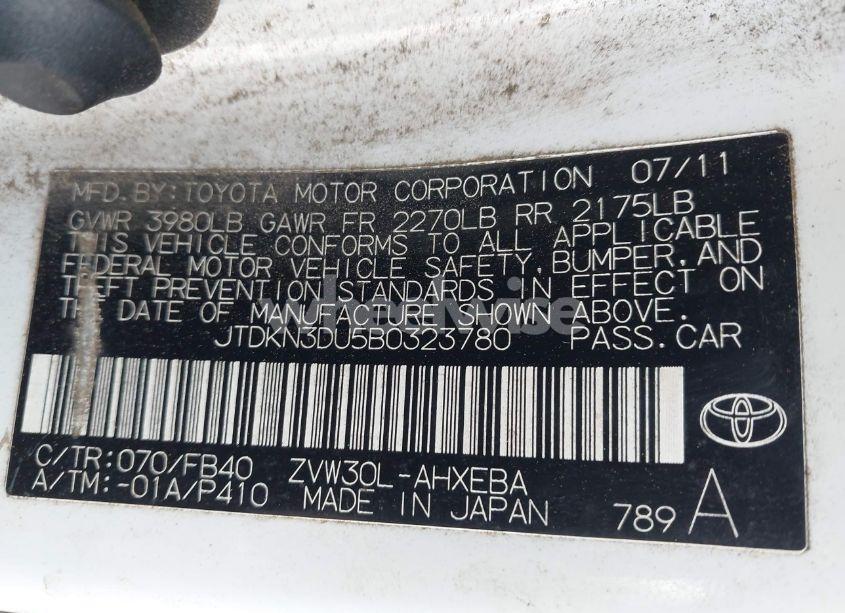 MFD. BY: TOYOTA MOTOR CORPORATION 07/11
GVWR 3980LB GAWR FR 2270LB RR 2175LB
THIS VEHICLE CONFORMS TO ALL APPLICABLE
FEDERAL MOTOR VEHICLE SAFETY, BUMPER, AND
THEFT PREVENTION STANDARDS IN EFFECT ON
THE DATE OF MANUFACTURE SHOWN ABOVE.
JTDKN3DU5B0323780 PASS. CAR
C/TR: 070/FB40 ZVW30L-AHXEBA
A/TM: -01A/P410 MADE IN JAPAN 789 A